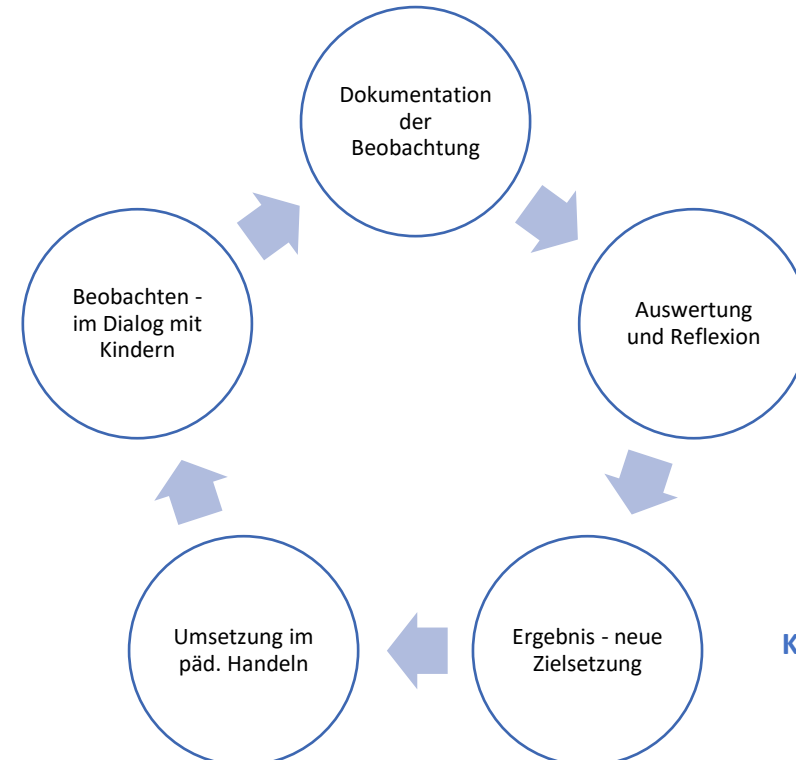 Dokumentation
der
Beobachtung
Auswertung
und Reflexion
Ergebnis - neue
Zielsetzung
Umsetzung im
päd. Handeln
Beobachten -
im Dialog mit
Kindern
K